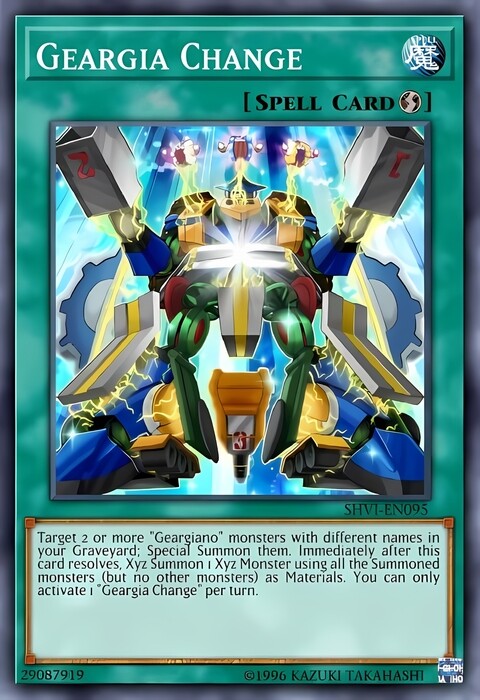 GEARGIA CHANGE
魔
[SPELL CARD]
SHVI-EN095
Target 2 or more "Geargiano" monsters with different names in
your Graveyard; Special Summon them. Immediately after this
card resolves, Xyz Summon 1 Xyz Monster using all the Summoned
monsters (but no other monsters) as Materials. You can only
activate 1 "Geargia Change" per turn.
29087919
©1996 KAZUKI TAKAHASHI